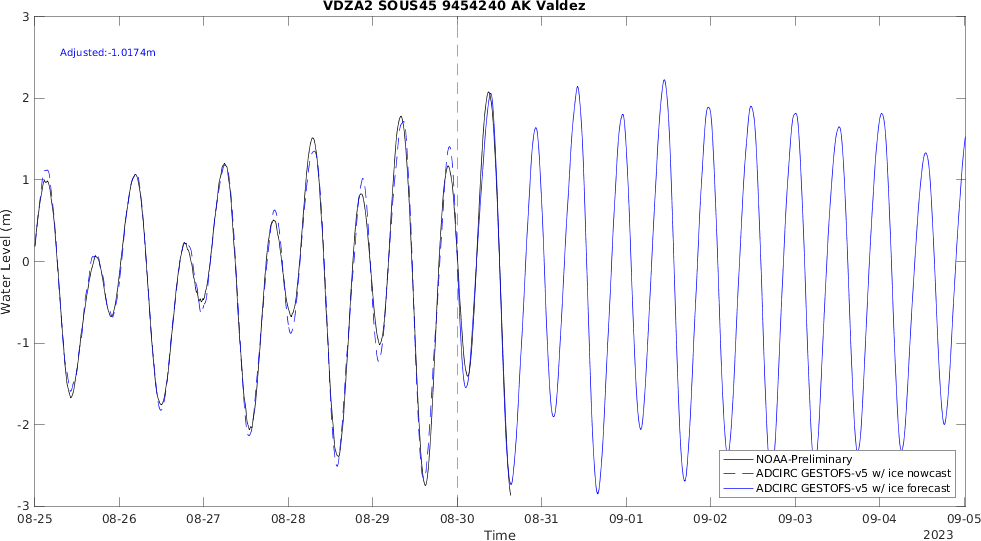 VDZA2 SOUS45 9454240 AK Valdez
Adjusted:-1.0174m
Water Level (m)
3
2
1
0
-1
-2
-3
NOAA-Preliminary
ADCIRC GESTOFS-v5 w/ ice nowcast
ADCIRC GESTOFS-v5 w/ ice forecast
08-25 08-26 08-27 08-28 08-29 08-30 08-31 09-01 09-02 09-03 09-04 09-05
Time
2023